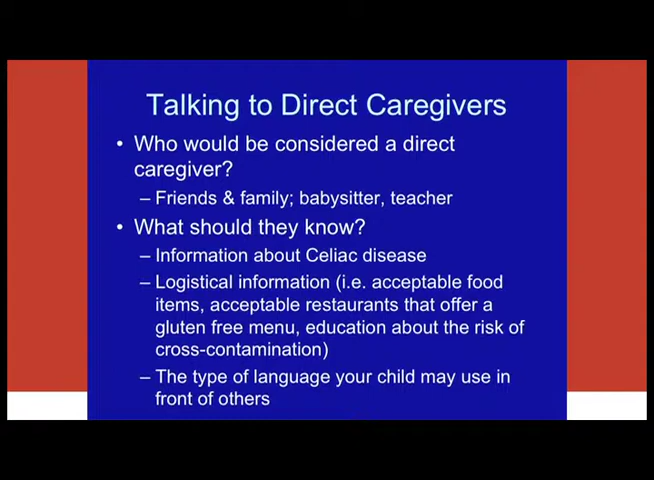 Talking to Direct Caregivers
• Who would be considered a direct
caregiver?
– Friends & family; babysitter, teacher
• What should they know?
– Information about Celiac disease
– Logistical information (i.e. acceptable food
items, acceptable restaurants that offer a
gluten free menu, education about the risk of
cross-contamination)
– The type of language your child may use in
front of others